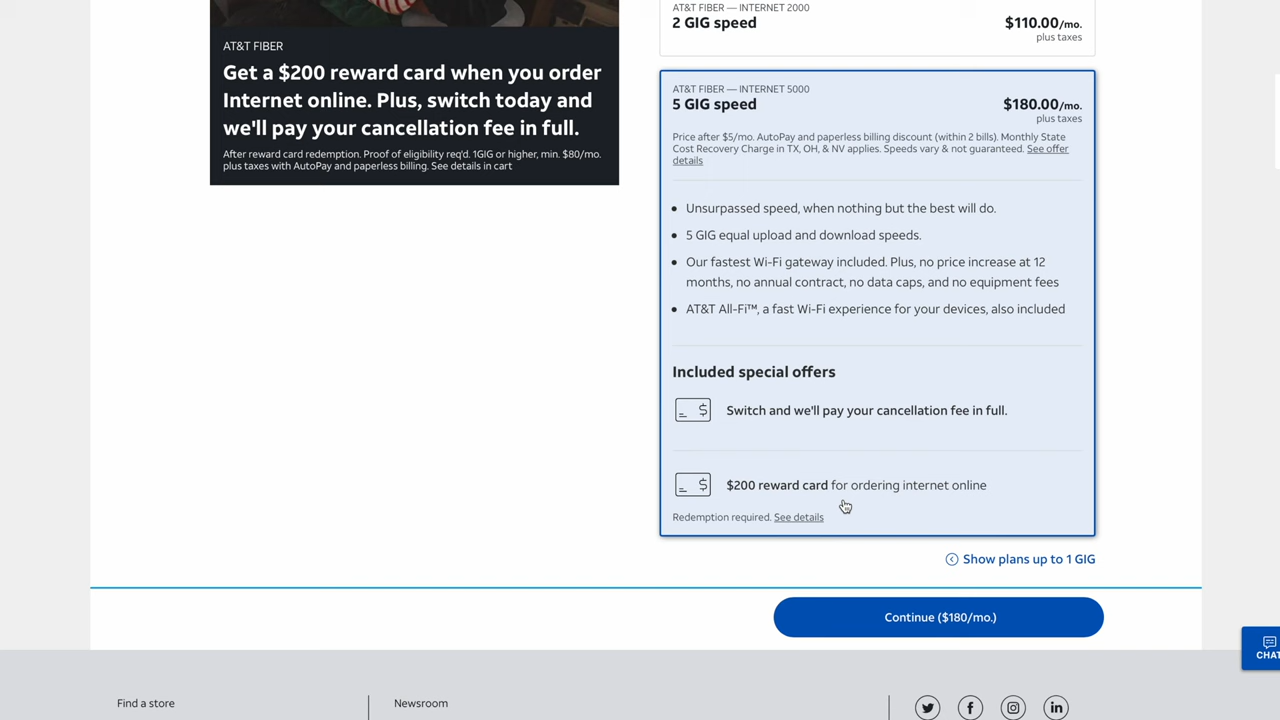 AT&T FIBER
Get a $200 reward card when you order
Internet online. Plus, switch today and
we'll pay your cancellation fee in full.
After reward card redemption. Proof of eligibility req'd. 1GIG or higher, min. $80/mo.
plus taxes with AutoPay and paperless billing. See details in cart
AT&T FIBER — INTERNET 2000
2 GIG speed
$110.00/mo.
plus taxes
AT&T FIBER — INTERNET 5000
5 GIG speed
$180.00/mo.
plus taxes
Price after $5/mo. AutoPay and paperless billing discount (within 2 bills). Monthly State
Cost Recovery Charge in TX, OH, & NV applies. Speeds vary & not guaranteed. See offer
details
Unsurpassed speed, when nothing but the best will do.
5 GIG equal upload and download speeds.
Our fastest Wi-Fi gateway included. Plus, no price increase at 12
months, no annual contract, no data caps, and no equipment fees
AT&T All-Fi™, a fast Wi-Fi experience for your devices, also included
Included special offers
Switch and we'll pay your cancellation fee in full.
$200 reward card for ordering internet online
Redemption required. See details
Show plans up to 1 GIG
Continue ($180/mo.)
CHAT
Find a store
Newsroom